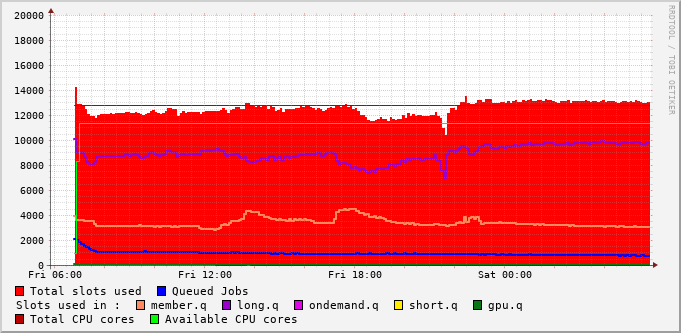 20000
18000
16000
14000
12000
10000
8000
6000
4000
2000
0
Fri 06:00 Fri 12:00 Fri 18:00 Sat 00:00
Total slots used Queued Jobs
Slots used in : member.q long.q ondemand.q short.q gpu.q
Total CPU cores Available CPU cores
RRDTOOL / TOBI OETIKER